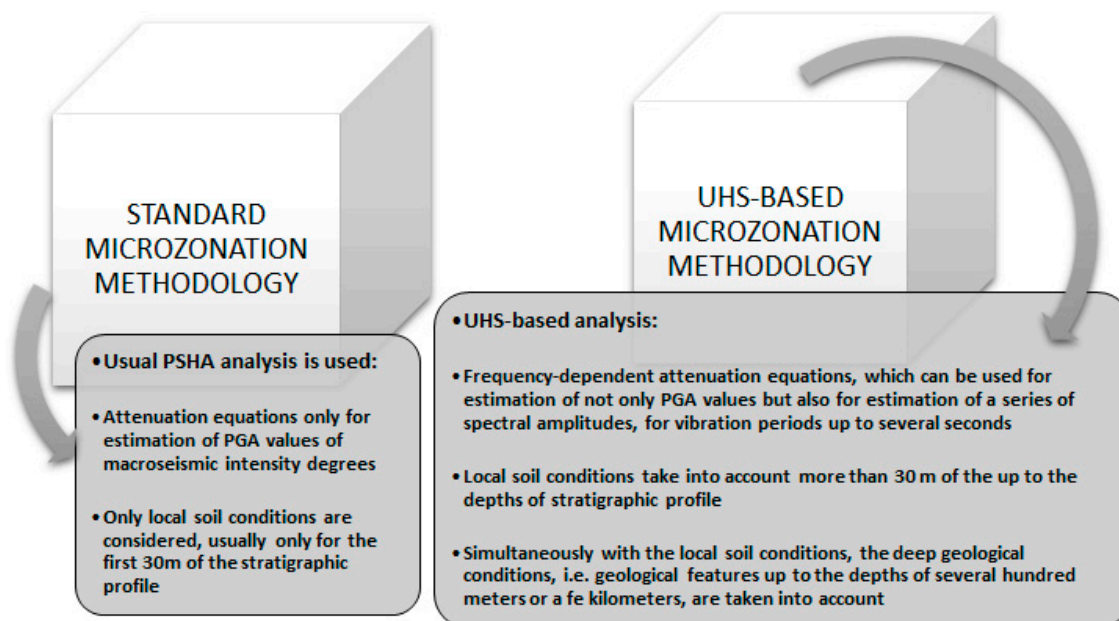 STANDARD
MICROZONATION
METHODOLOGY
• Usual PSHA analysis is used:
• Attenuation equations only for
estimation of PGA values of
macroseismic intensity degrees
• Only local soil conditions are
considered, usually only for the
first 30m of the stratigraphic
profile
UHS-BASED
MICROZONATION
METHODOLOGY
• UHS-based analysis:
• Frequency-dependent attenuation equations, which can be used for
estimation of not only PGA values but also for estimation of a series of
spectral amplitudes, for vibration periods up to several seconds
• Local soil conditions take into account more than 30 m of the up to the
depths of stratigraphic profile
• Simultaneously with the local soil conditions, the deep geological
conditions, i.e. geological features up to the depths of several hundred
meters or a fe kilometers, are taken into account